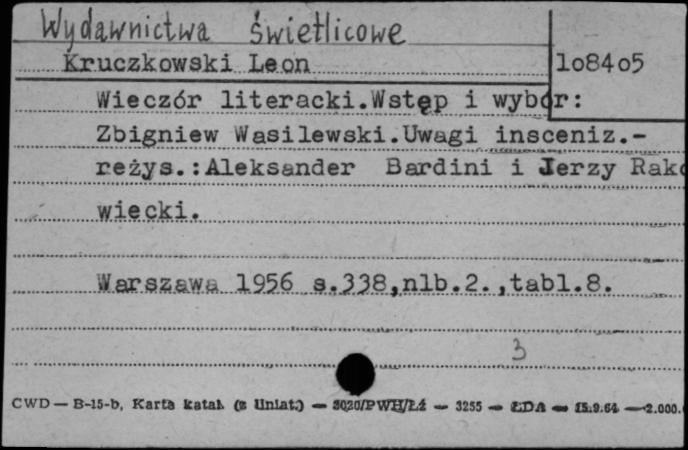 Wydawnictwa świetlicowe
Kruczkowski Leon
1o84o5
Wieczór literacki.Wstęp i wybór:
Zbigniew Wasilewski.Uwagi insceniz.-
reżys.:Aleksander Bardini i Jerzy Rako
wiecki.
Warszawa 1956 s.338,nlb.2.,tabl.8.
3
CWD — B-15-b, Karta katal. (z Uniat.) — 3020/PWH/Łż — 3255 — ŁDA — 15.9.64 — 2.000.